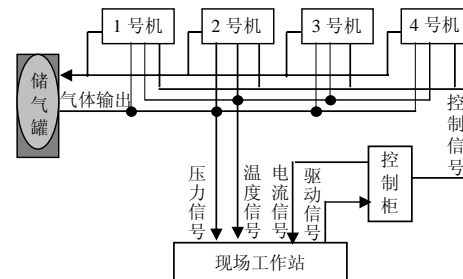 1 号机
2 号机
3 号机
4 号机
储气罐
气体输出
控制信号
压力信号
温度信号
电流信号
驱动信号
控制柜
现场工作站